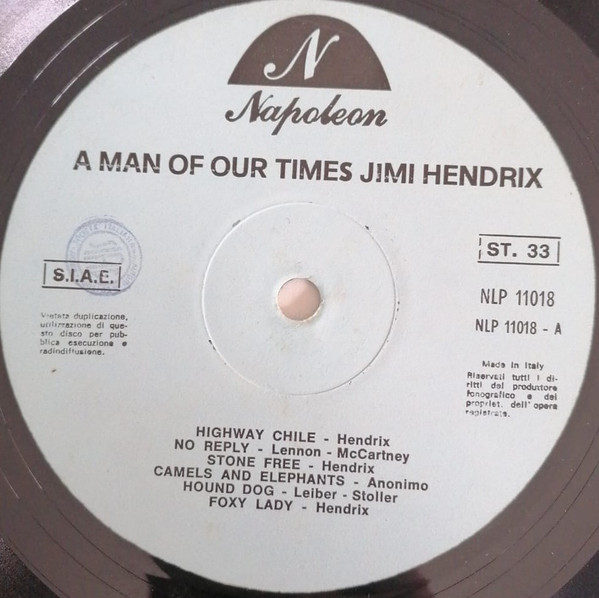 N
Napoleon
A MAN OF OUR TIMES JIMI HENDRIX
S.I.A.E.
ST. 33
NLP 11018
NLP 11018 - A
Vietata duplicazione,
utilizzazione di que-
sto disco per pub-
blica esecuzione e
radiodiffusione.
Made in Italy
Riservati tutti i di-
ritti del produttore
fonografico e dei
propriet. dell'opera
registrata.
HIGHWAY CHILE - Hendrix
NO REPLY - Lennon - McCartney
STONE FREE - Hendrix
CAMELS AND ELEPHANTS - Anonimo
HOUND DOG - Leiber - Stoller
FOXY LADY - Hendrix